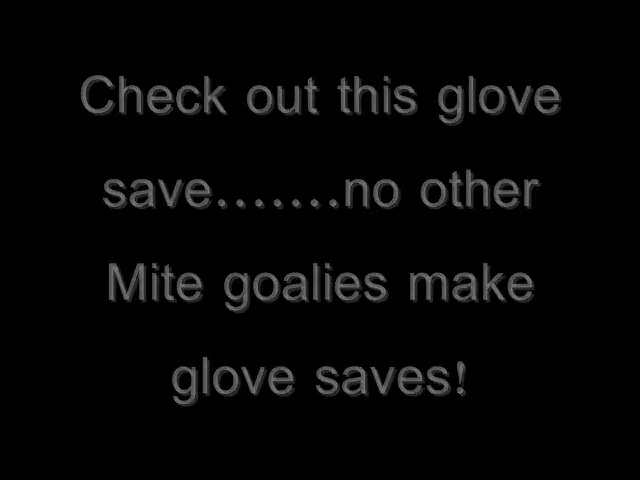 Check out this glove
save.......no other
Mite goalies make
glove saves!